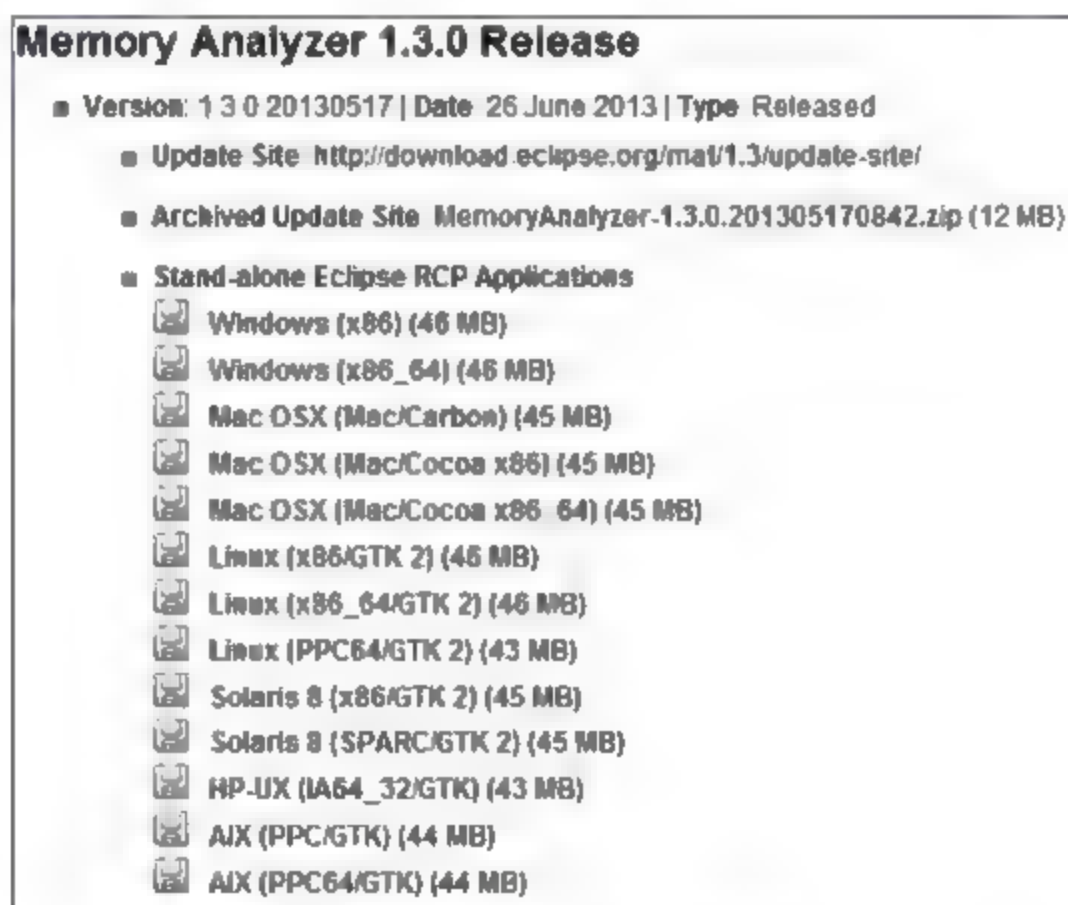 Memory Analyzer 1.3.0 Release
Version: 1.3.0.20130517 | Date: 26 June 2013 | Type: Released
Update Site: http://download.eclipse.org/mat/1.3/update-site/
Archived Update Site: MemoryAnalyzer-1.3.0.201305170842.zip (12 MB)
Stand-alone Eclipse RCP Applications
Windows (x86) (46 MB)
Windows (x86_64) (46 MB)
Mac OSX (Mac/Carbon) (45 MB)
Mac OSX (Mac/Cocoa x86) (45 MB)
Mac OSX (Mac/Cocoa x86_64) (45 MB)
Linux (x86/GTK 2) (46 MB)
Linux (x86_64/GTK 2) (46 MB)
Linux (PPC64/GTK 2) (43 MB)
Solaris 8 (x86/GTK 2) (45 MB)
Solaris 8 (SPARC/GTK 2) (45 MB)
HP-UX (IA64_32/GTK) (43 MB)
AIX (PPC/GTK) (44 MB)
AIX (PPC64/GTK) (44 MB)